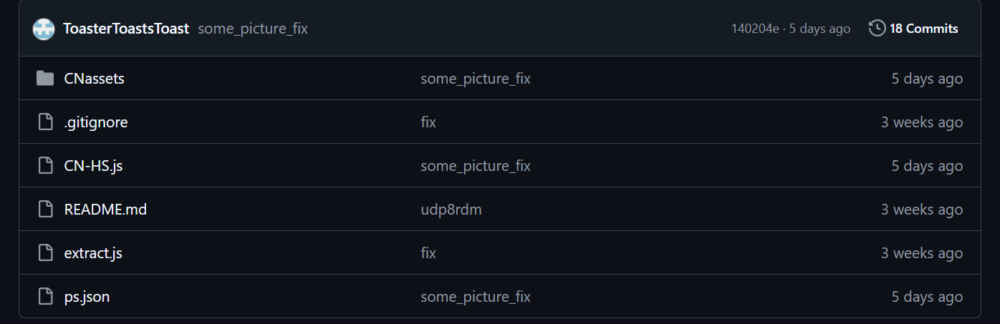 ToasterToastsToast some_picture_fix 140204e · 5 days ago 18 Commits
CNassets some_picture_fix 5 days ago
.gitignore fix 3 weeks ago
CN-HS.js some_picture_fix 5 days ago
README.md udp8rdm 3 weeks ago
extract.js fix 3 weeks ago
ps.json some_picture_fix 5 days ago